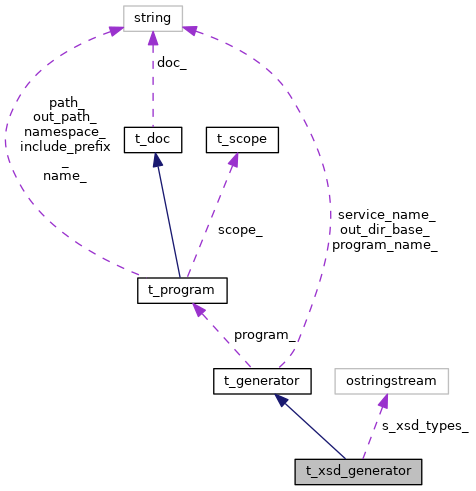 string
doc_
path_
out_path_
namespace_
include_prefix
_
name_
t_doc
t_scope
service_name_
out_dir_base_
program_name_
scope_
t_program
program_
t_generator
ostringstream
s_xsd_types_
t_xsd_generator